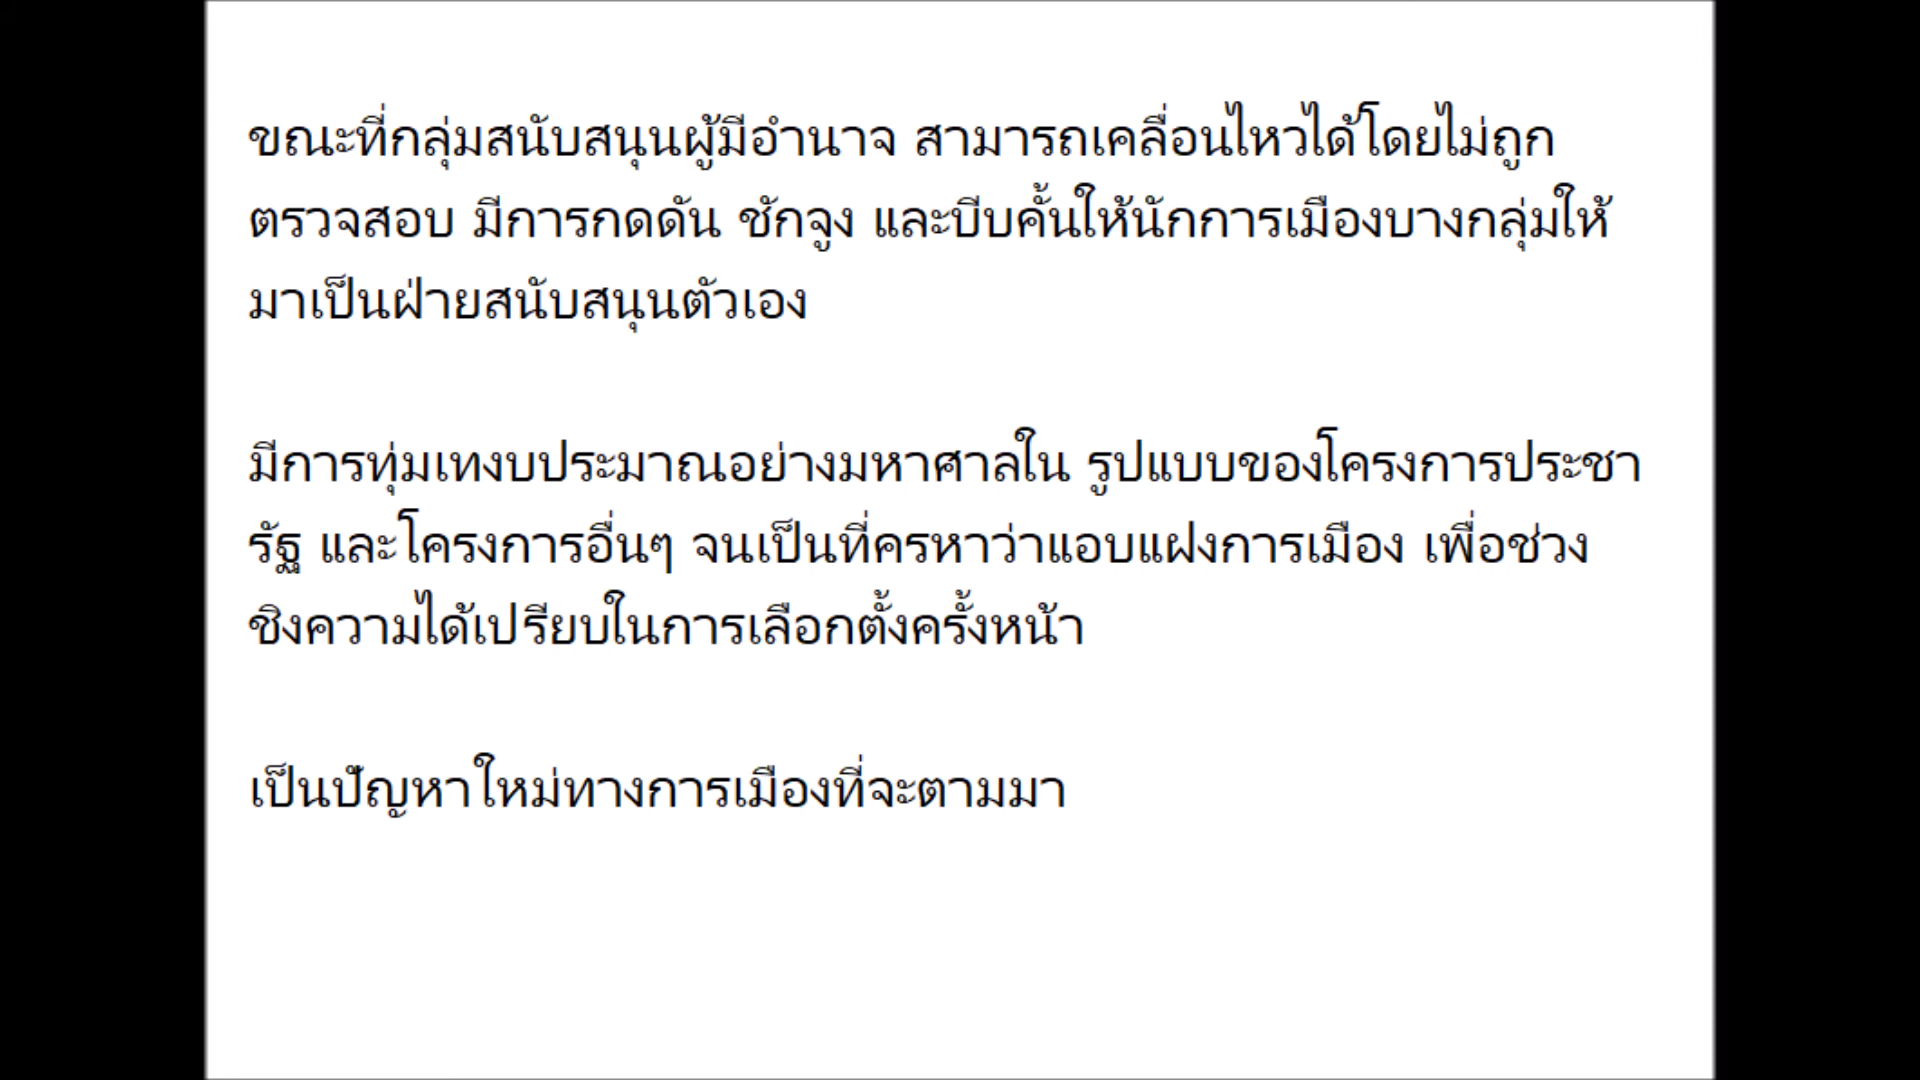 ขณะที่กลุ่มสนับสนุนผู้มีอำนาจ สามารถเคลื่อนไหวได้โดยไม่ถูก
ตรวจสอบ มีการกดดัน ชักจูง และบีบคั้นให้นักการเมืองบางกลุ่มให้
มาเป็นฝ่ายสนับสนุนตัวเอง
มีการทุ่มเทงบประมาณอย่างมหาศาลใน รูปแบบของโครงการประชา
รัฐ และโครงการอื่นๆ จนเป็นที่ครหาว่าแอบแฝงการเมือง เพื่อช่วง
ชิงความได้เปรียบในการเลือกตั้งครั้งหน้า
เป็นปัญหาใหม่ทางการเมืองที่จะตามมา